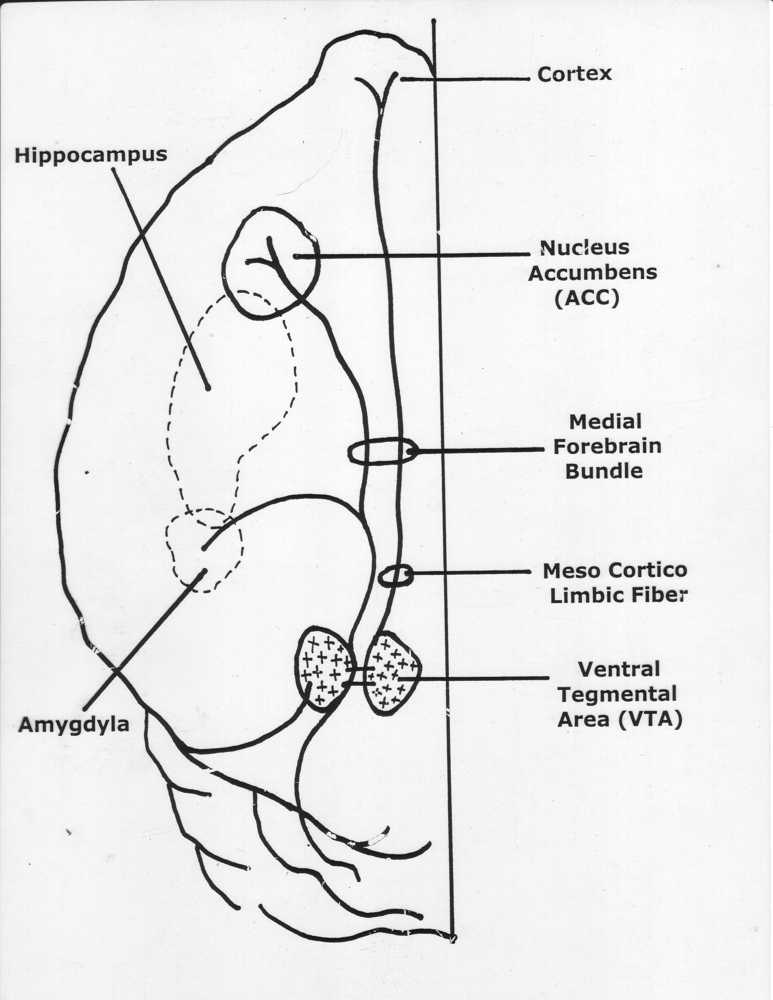 Cortex
Hippocampus
Nucleus
Accumbens
(ACC)
Medial
Forebrain
Bundle
Meso Cortico
Limbic Fiber
Ventral
Tegmental
Area (VTA)
Amygdyla